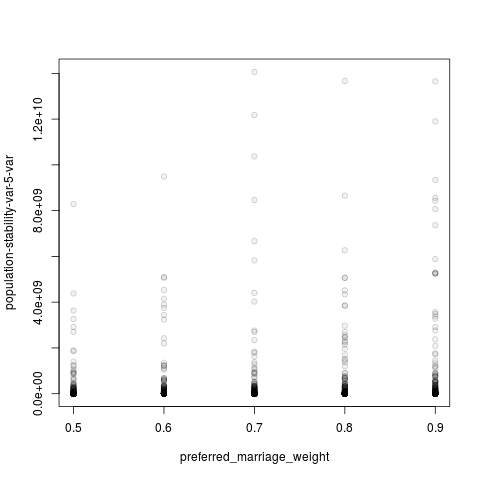 population-stability-var-5-var
1.2e+10
8.0e+09
4.0e+09
0.0e+00
0.5 0.6 0.7 0.8 0.9
preferred_marriage_weight